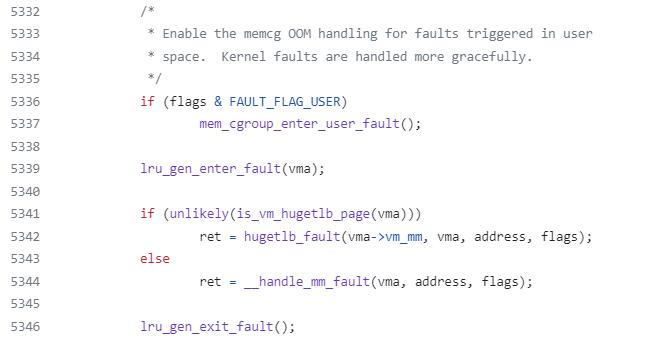 5332 /*
5333 * Enable the memcg OOM handling for faults triggered in user
5334 * space.  Kernel faults are handled more gracefully.
5335 */
5336 if (flags & FAULT_FLAG_USER)
5337 mem_cgroup_enter_user_fault();
5338
5339 lru_gen_enter_fault(vma);
5340
5341 if (unlikely(is_vm_hugetlb_page(vma)))
5342 ret = hugetlb_fault(vma->vm_mm, vma, address, flags);
5343 else
5344 ret = __handle_mm_fault(vma, address, flags);
5345
5346 lru_gen_exit_fault();